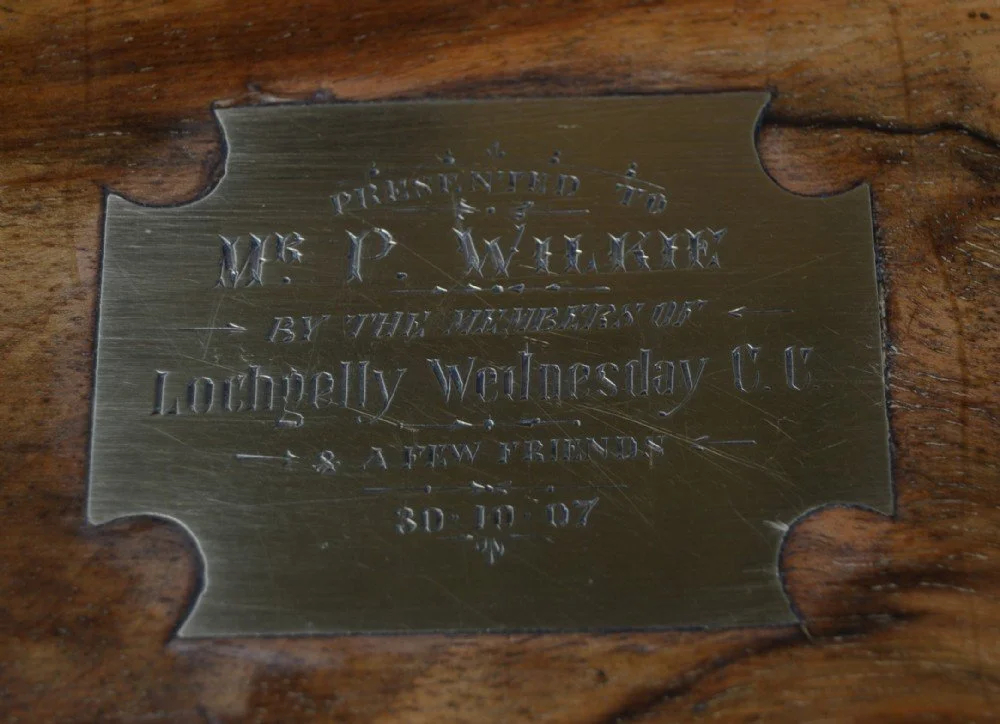 PRESENTED TO
MR. P. WILKIE
BY THE MEMBERS OF
Lochgelly Wednesday C. C.
& A FEW FRIENDS
30·10·07